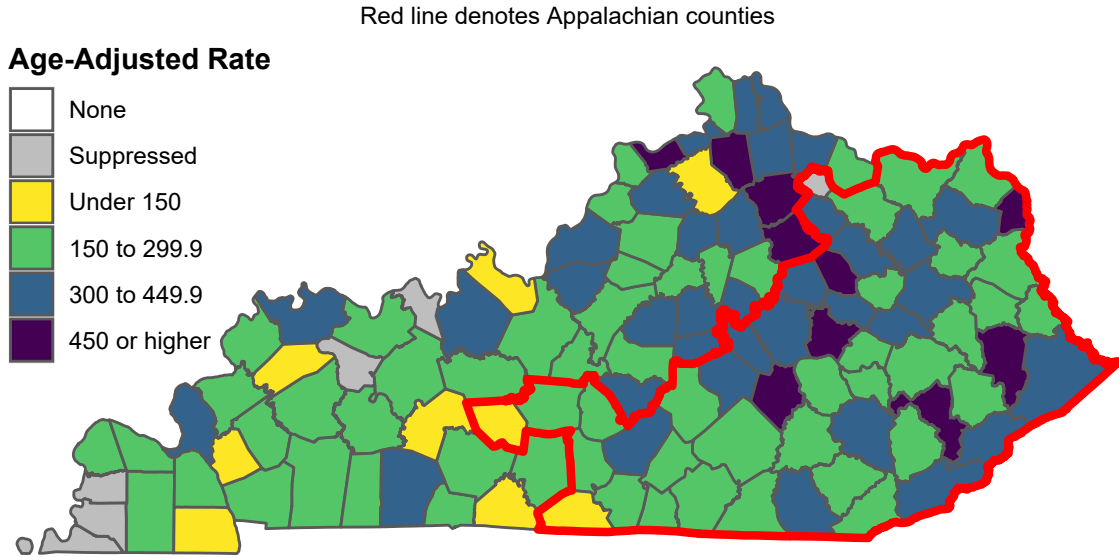 Red line denotes Appalachian counties
Age-Adjusted Rate
None
Suppressed
Under 150
150 to 299.9
300 to 449.9
450 or higher